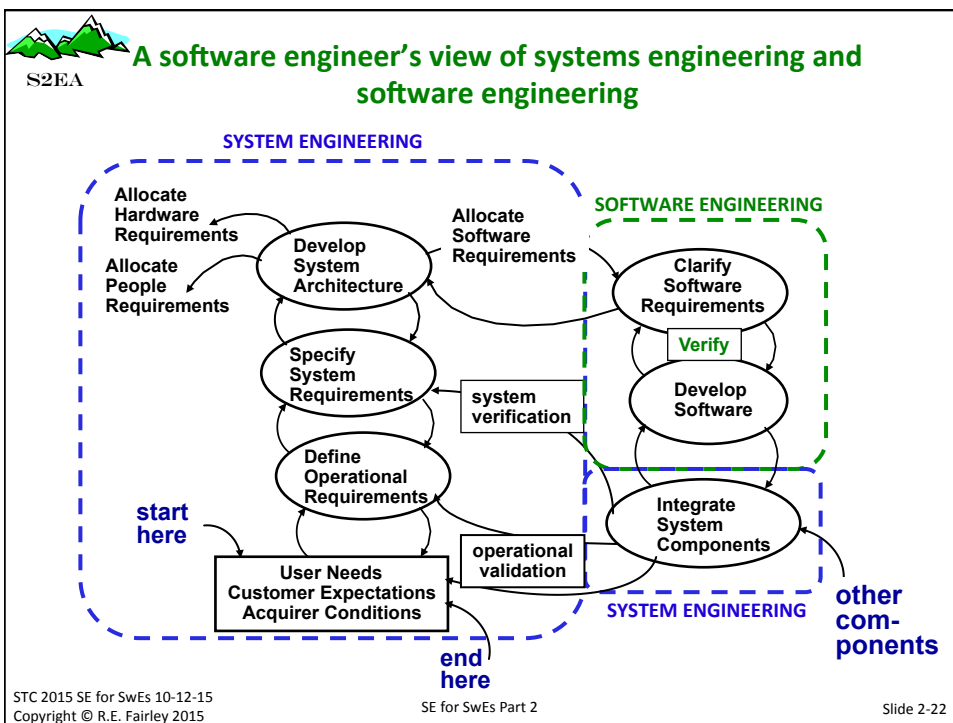 S2EA
A software engineer's view of systems engineering and
software engineering
SYSTEM ENGINEERING
Allocate
Hardware
Requirements
Allocate
People
Requirements
Develop
System
Architecture
Allocate
Software
Requirements
SOFTWARE ENGINEERING
Clarify
Software
Requirements
Verify
Develop
Software
Specify
System
Requirements
system
verification
Define
Operational
Requirements
Integrate
System
Components
start
here
operational
validation
User Needs
Customer Expectations
Acquirer Conditions
SYSTEM ENGINEERING
other
com-
ponents
end
here
STC 2015 SE for SwEs 10-12-15
Copyright © R.E. Fairley 2015
SE for SwEs Part 2
Slide 2-22